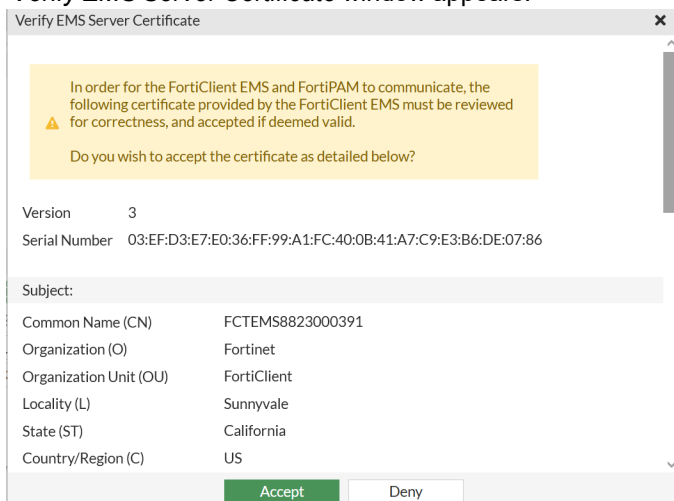 Verify EMS Server Certificate window appears.
Verify EMS Server Certificate
In order for the FortiClient EMS and FortiPAM to communicate, the
following certificate provided by the FortiClient EMS must be reviewed
for correctness, and accepted if deemed valid.
Do you wish to accept the certificate as detailed below?
Version 3
Serial Number 03:EF:D3:E7:E0:36:FF:99:A1:FC:40:0B:41:A7:C9:E3:B6:DE:07:86
Subject:
Common Name (CN) FCTEMS8823000391
Organization (O) Fortinet
Organization Unit (OU) FortiClient
Locality (L) Sunnyvale
State (ST) California
Country/Region (C) US
Accept Deny